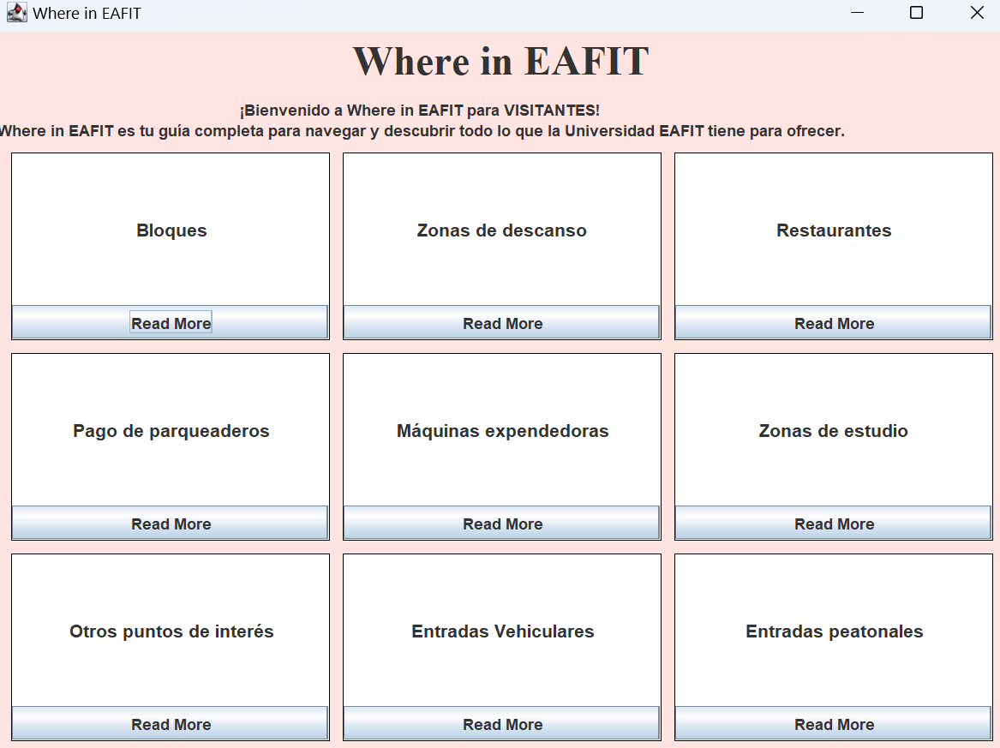 Where in EAFIT
Where in EAFIT
¡Bienvenido a Where in EAFIT para VISITANTES!
Where in EAFIT es tu guía completa para navegar y descubrir todo lo que la Universidad EAFIT tiene para ofrecer.
Bloques
Zonas de descanso
Restaurantes
Read More
Read More
Read More
Pago de parqueaderos
Máquinas expendedoras
Zonas de estudio
Read More
Read More
Read More
Otros puntos de interés
Entradas Vehiculares
Entradas peatonales
Read More
Read More
Read More